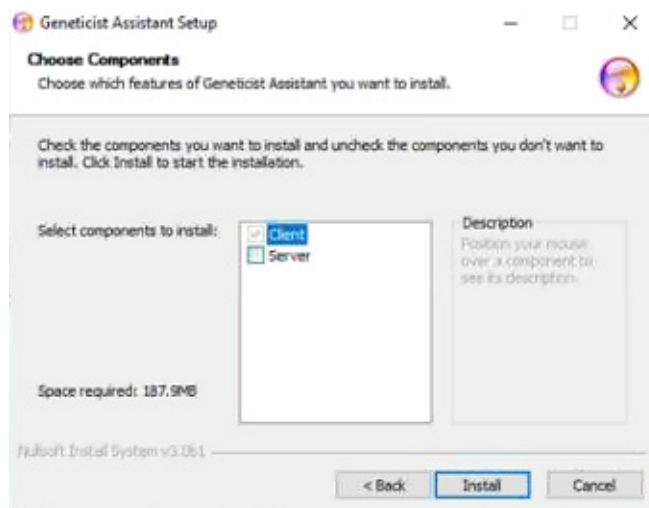 Geneticist Assistant Setup
Choose Components
Choose which features of Geneticist Assistant you want to install.
Check the components you want to install and uncheck the components you don't want to
install. Click Install to start the installation.
Select components to install:
Client
Server
Description
Position your mouse
over a component to
see its description.
Space required: 187.9MB
Nullsoft Install System v3.061
< Back
Install
Cancel